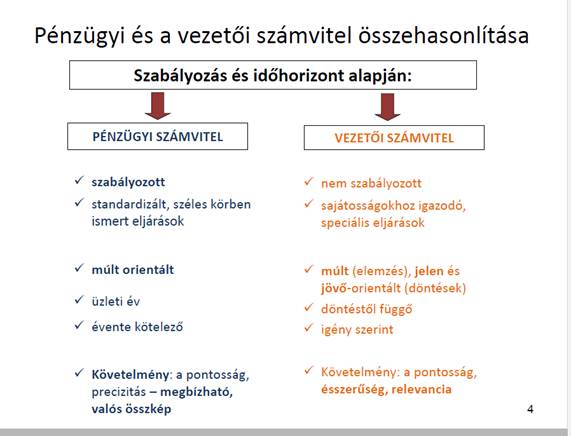 Pénzügyi és a vezetői számvitel összehasonlítása
Szabályozás és időhorizont alapján:
PÉNZÜGYI SZÁMVITEL
szabályozott
standardizált, széles körben
ismert eljárások
múlt orientált
üzleti év
évente kötelező
Követelmény: a pontosság,
precizitás – megbízható,
valós összkép
VEZETŐI SZÁMVITEL
nem szabályozott
sajátosságokhoz igazodó,
speciális eljárások
múlt (elemzés), jelen és
jövő-orientált (döntések)
döntéstől függő
igény szerint
Követelmény: a pontosság,
ésszerűség, relevancia
4